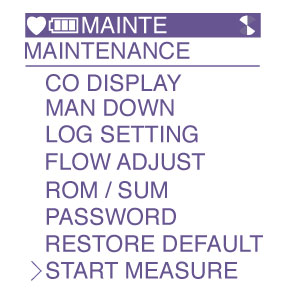 MAINTE
MAINTENANCE
CO DISPLAY
MAN DOWN
LOG SETTING
FLOW ADJUST
ROM / SUM
PASSWORD
RESTORE DEFAULT
>START MEASURE